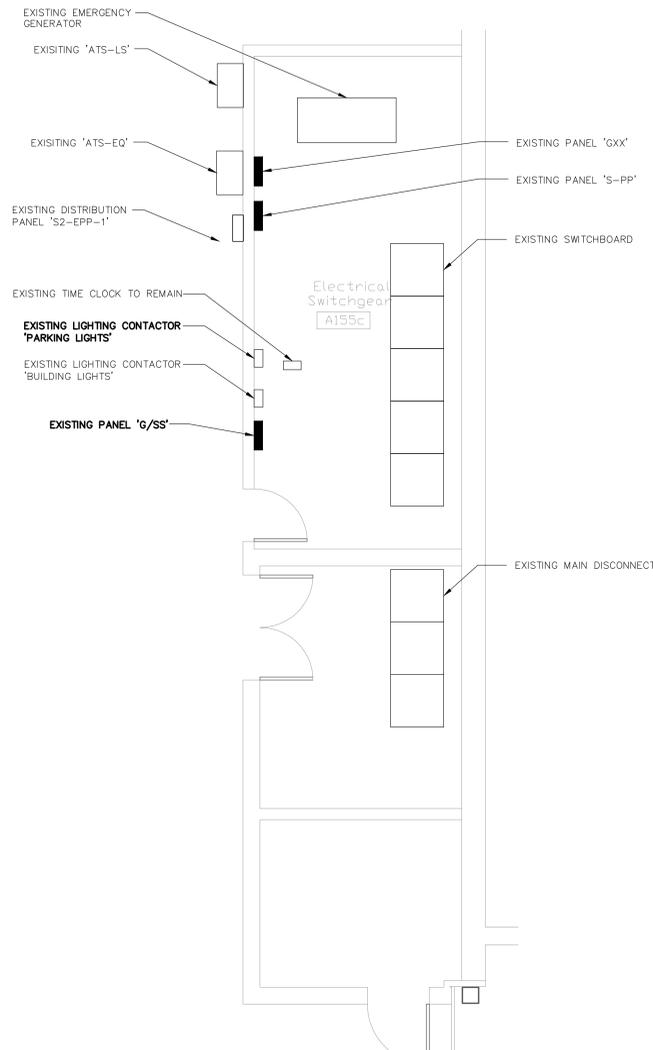 EXISTING EMERGENCY
GENERATOR
EXISITING 'ATS-LS'
EXISITING 'ATS-EQ'
EXISTING PANEL 'GXX'
EXISTING PANEL 'S-PP'
EXISTING DISTRIBUTION
PANEL 'S2-EPP-1'
EXISTING SWITCHBOARD
Electrical
Switchgear
A155c
EXISTING TIME CLOCK TO REMAIN
EXISTING LIGHTING CONTACTOR
'PARKING LIGHTS'
EXISTING LIGHTING CONTACTOR
'BUILDING LIGHTS'
EXISTING PANEL 'G/SS'
EXISTING MAIN DISCONNECT